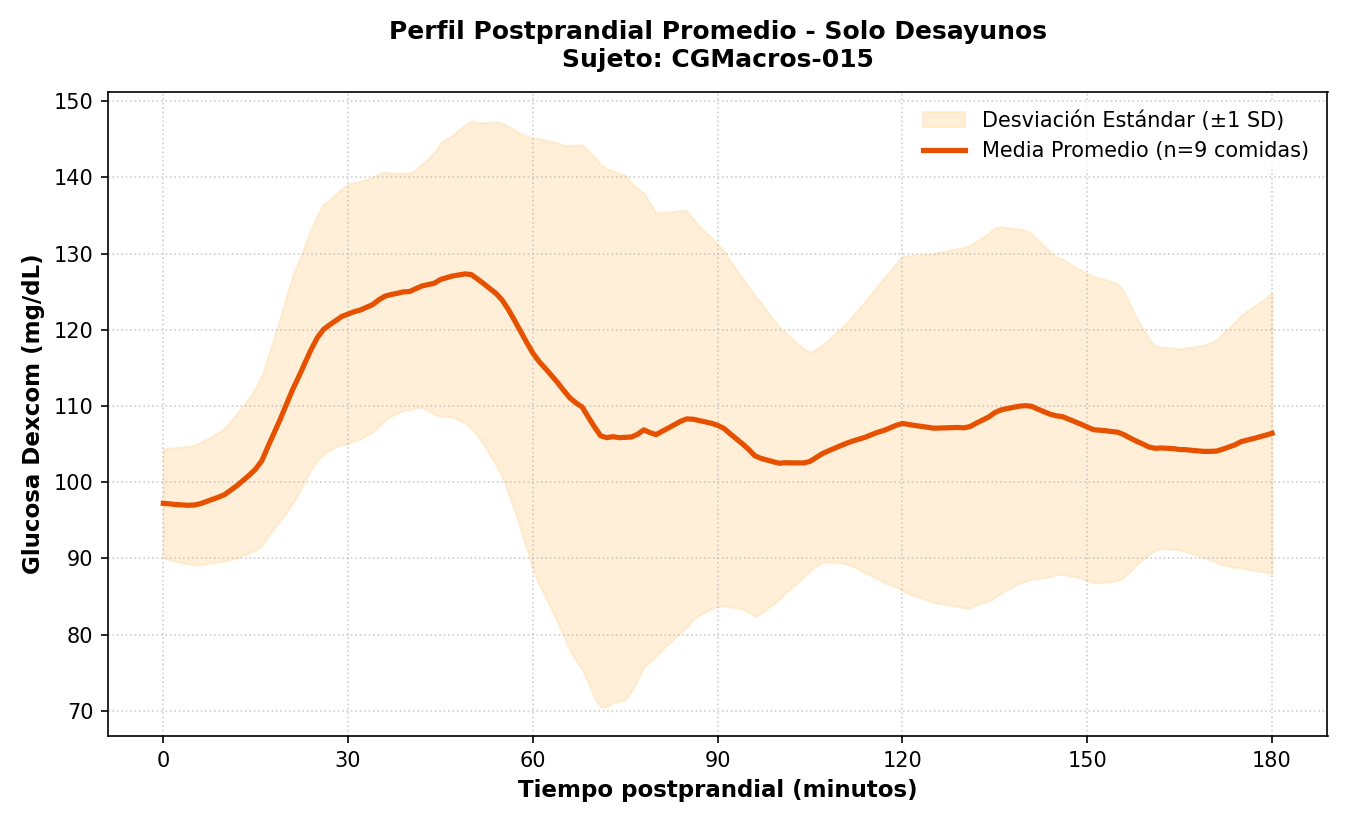 Perfil Postprandial Promedio - Solo Desayunos
Sujeto: CGMacros-015
Desviación Estándar (±1 SD)
Media Promedio (n=9 comidas)
Glucosa Dexcom (mg/dL)
150
140
130
120
110
100
90
80
70
0 30 60 90 120 150 180
Tiempo postprandial (minutos)